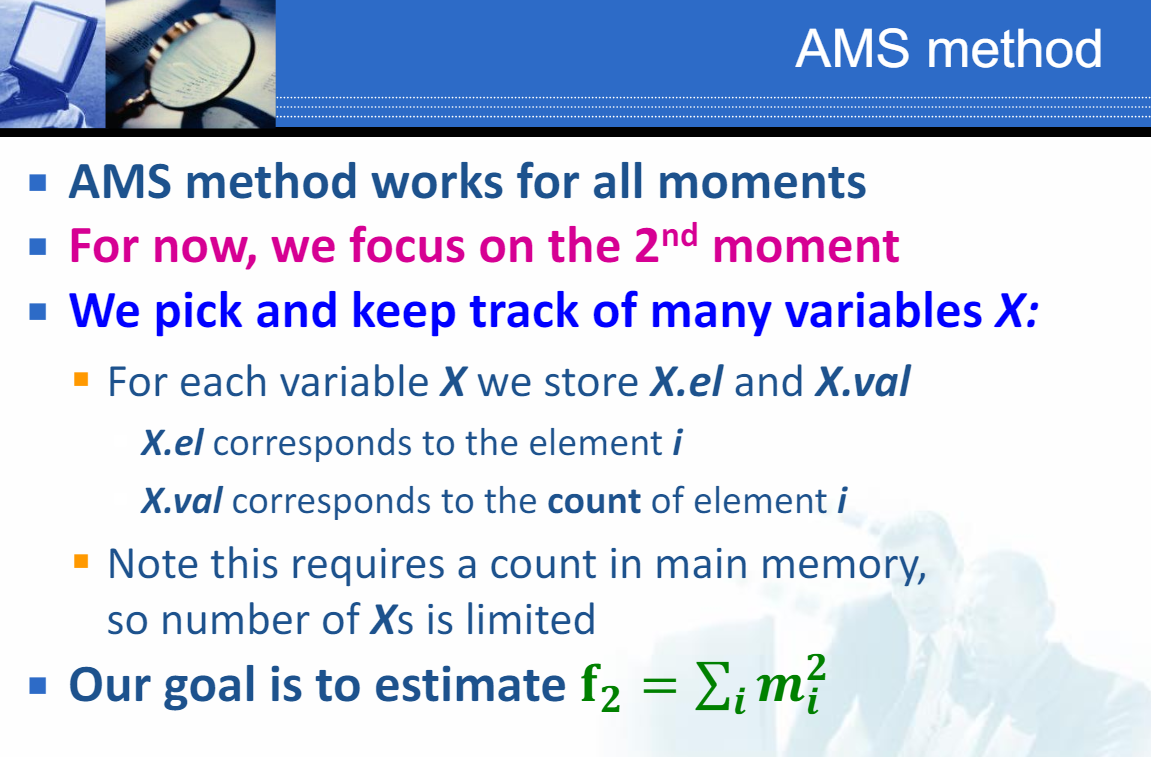 AMS method
▪ AMS method works for all moments
▪ For now, we focus on the 2ⁿᵈ moment
▪ We pick and keep track of many variables X:
▪ For each variable X we store X.el and X.val
X.el corresponds to the element i
X.val corresponds to the count of element i
▪ Note this requires a count in main memory,
so number of Xs is limited
▪ Our goal is to estimate f₂ = ∑ᵢ mᵢ²